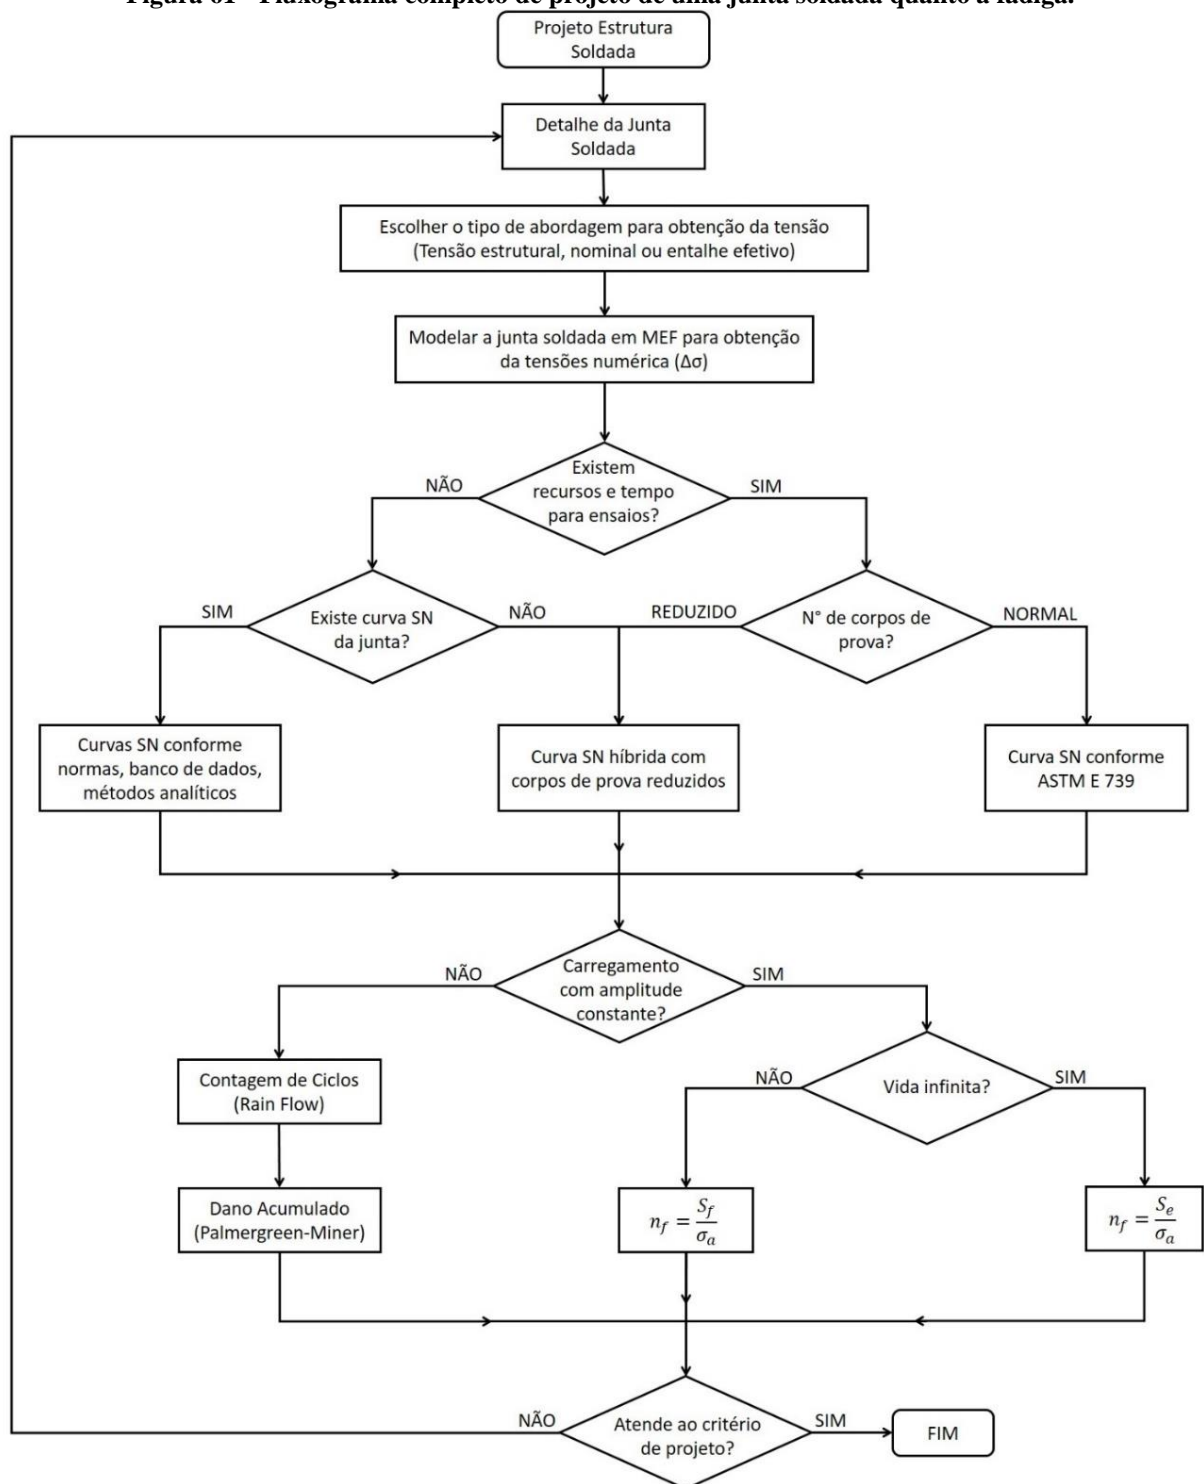 Figura 61 - Fluxograma completo de projeto de uma junta soldada quanto à fadiga.
Projeto Estrutura
Soldada
Detalhe da Junta
Soldada
Escolher o tipo de abordagem para obtenção da tensão
(Tensão estrutural, nominal ou entalhe efetivo)
Modelar a junta soldada em MEF para obtenção
da tensões numérica (Δσ)
Existem
recursos e tempo
para ensaios?
NÃO
SIM
Existe curva SN
da junta?
SIM
NÃO
REDUZIDO
N° de corpos de
prova?
NORMAL
Curvas SN conforme
normas, banco de dados,
métodos analíticos
Curva SN híbrida com
corpos de prova reduzidos
Curva SN conforme
ASTM E 739
Carregamento
com amplitude
constante?
NÃO
SIM
Contagem de Ciclos
(Rain Flow)
Vida infinita?
NÃO
SIM
Dano Acumulado
(Palmergreen-Miner)
n_f = S_f/σ_a
n_f = S_e/σ_a
Atende ao critério
de projeto?
NÃO
SIM
FIM